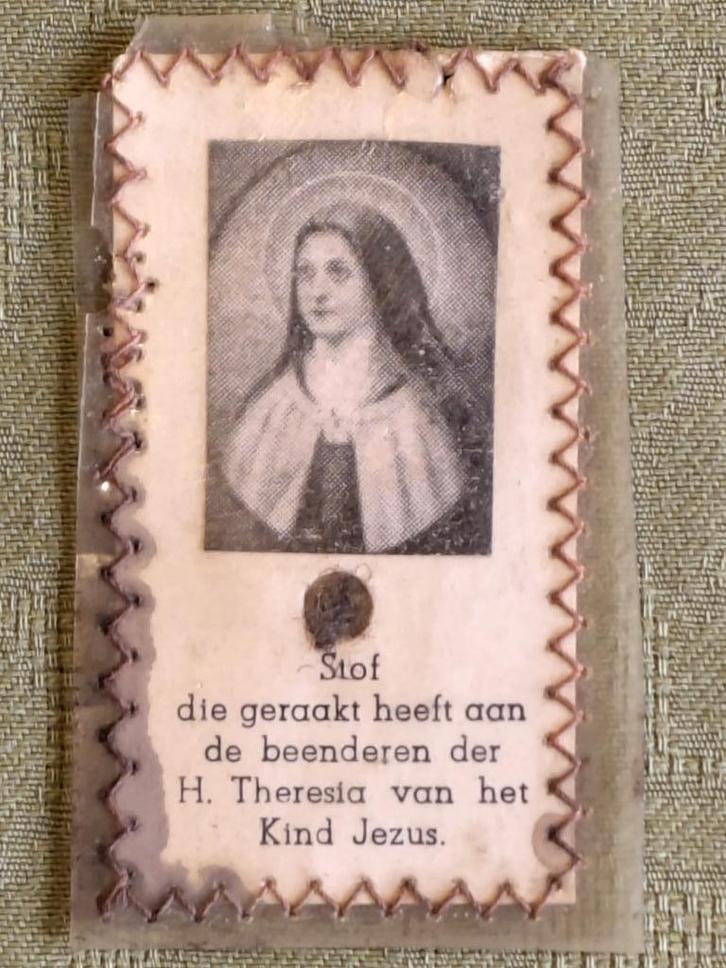 Stof
die geraakt heeft aan
de beenderen der
H. Theresia van het
Kind Jezus.